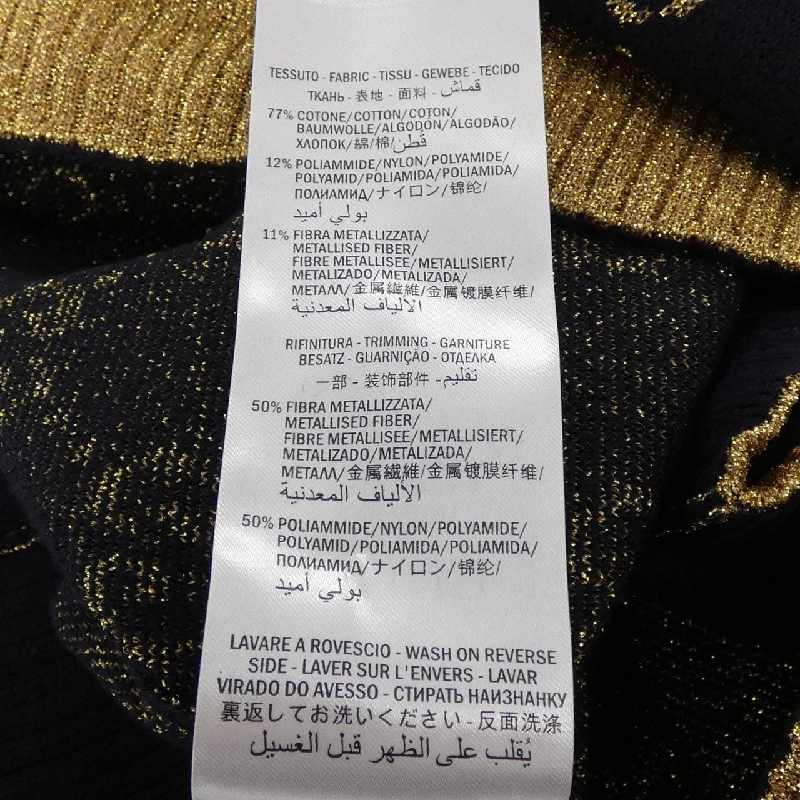 TESSUTO - FABRIC - TISSU - GEWEBE - TECIDO
ТКАНЬ - 表地 - 面料 - قماش
77% COTONE/COTTON/COTON/
BAUMWOLLE/ALGODÓN/ALGODÃO/
ХЛОПОК/綿/棉/قطن
12% POLIAMMIDE/NYLON/POLYAMIDE/
POLYAMID/POLIAMIDA/POLIAMIDA/
ПОЛИАМИД/ナイロン/锦纶/
بولي أميد
11% FIBRA METALLIZZATA/
METALLISED FIBER/
FIBRE METALLISEE/METALLISIERT/
METALIZADO/METALIZADA/
МЕТАЛЛ/金属繊維/金属镀膜纤维/
الألياف المعدنية
RIFINITURA - TRIMMING - GARNITURE
BESATZ - GUARNIÇÃO - ОТДЕЛКА
一部 - 装饰部件 - تقليم
50% FIBRA METALLIZZATA/
METALLISED FIBER/
FIBRE METALLISEE/METALLISIERT/
METALIZADO/METALIZADA/
МЕТАЛЛ/金属繊維/金属镀膜纤维/
الألياف المعدنية
50% POLIAMMIDE/NYLON/POLYAMIDE/
POLYAMID/POLIAMIDA/POLIAMIDA/
ПОЛИАМИД/ナイロン/锦纶/
بولي أميد
LAVARE A ROVESCIO - WASH ON REVERSE
SIDE - LAVER SUR L'ENVERS - LAVAR
VIRADO DO AVESSO - СТИРАТЬ НАИЗНАНКУ
裏返してお洗いください - 反面洗涤
يُقلب على الظهر قبل الغسيل